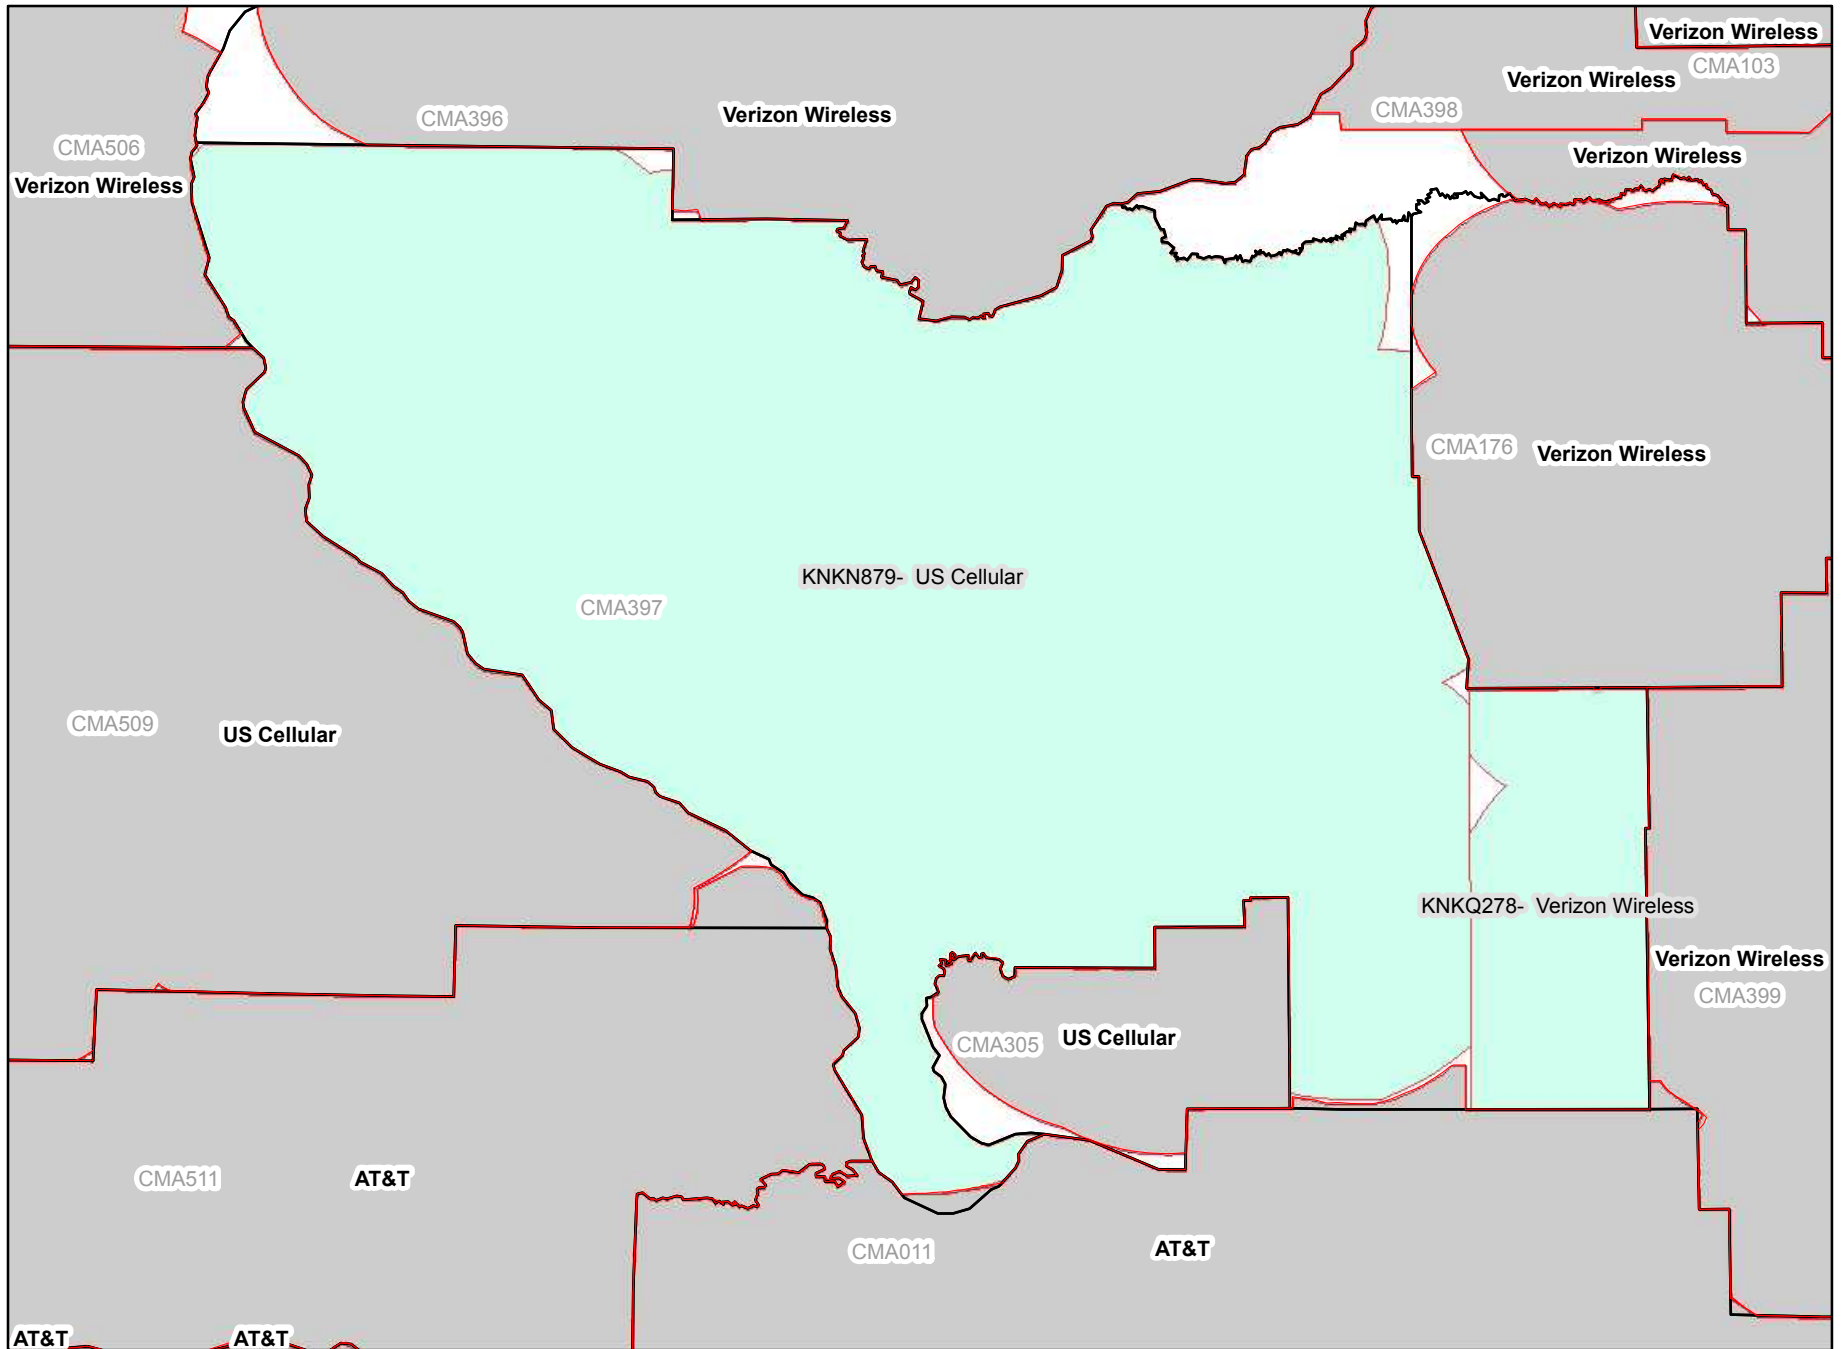 Verizon Wireless
CMA103
Verizon Wireless
CMA398
Verizon Wireless
CMA396
CMA506
Verizon Wireless
Verizon Wireless
CMA176
Verizon Wireless
KNKN879- US Cellular
CMA397
CMA509
US Cellular
KNKQ278- Verizon Wireless
Verizon Wireless
CMA399
CMA305
US Cellular
CMA511
AT&T
CMA011
AT&T
AT&T
AT&T